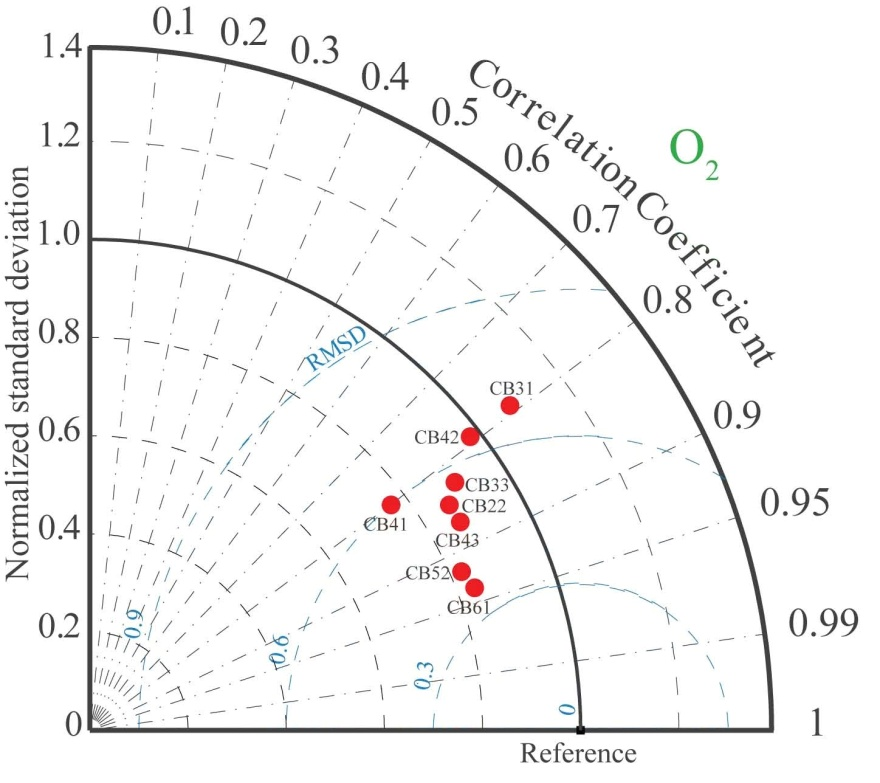 0.1
0.2
0.3
0.4
0.5
0.6
0.7
0.8
0.9
0.95
0.99
1
Correlation Coefficient
O2
1.4
1.2
1.0
0.8
0.6
0.4
0.2
0
Normalized standard deviation
RMSD
0.9
0.6
0.3
0
CB31
CB42
CB33
CB22
CB41
CB43
CB52
CB61
Reference